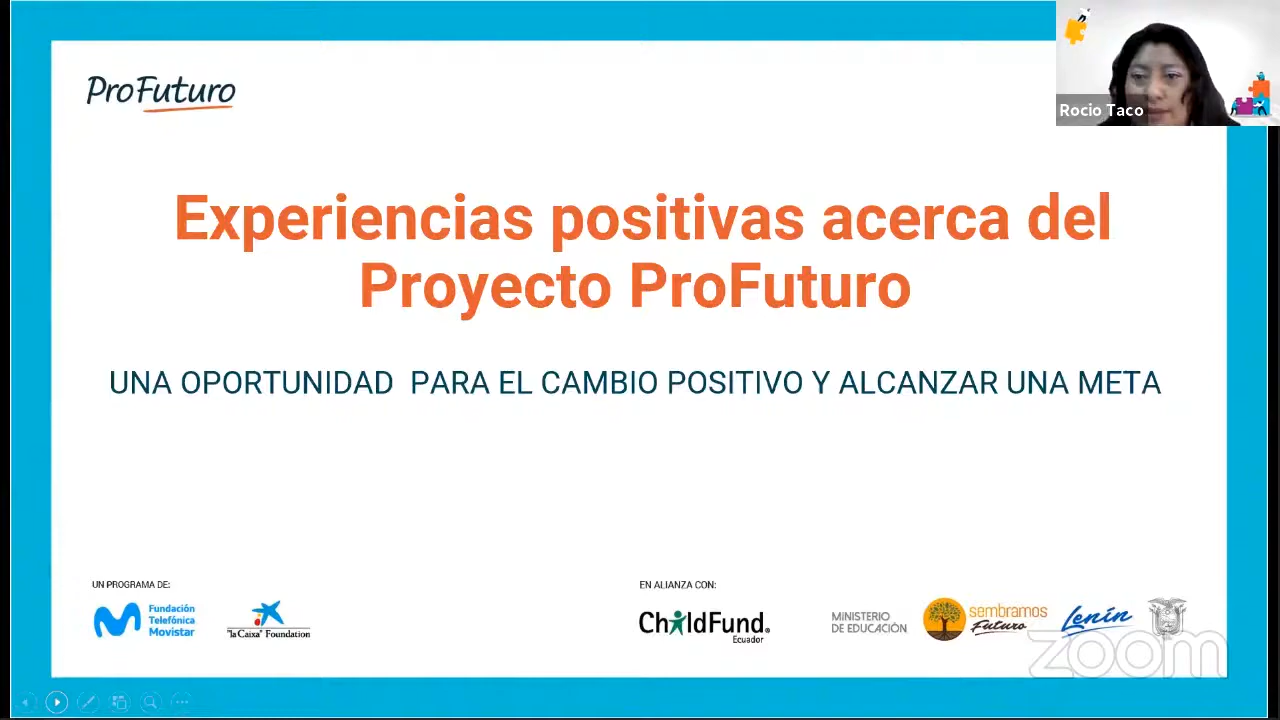 ProFuturo
Rocio Taco
Experiencias positivas acerca del
Proyecto ProFuturo
UNA OPORTUNIDAD PARA EL CAMBIO POSITIVO Y ALCANZAR UNA META
UN PROGRAMA DE:
EN ALIANZA CON:
Fundación
Telefónica
Movistar
"la Caixa" Foundation
ChildFund.
Ecuador
MINISTERIO
DE EDUCACIÓN
sembramos
Futuro
Lenín
zoom